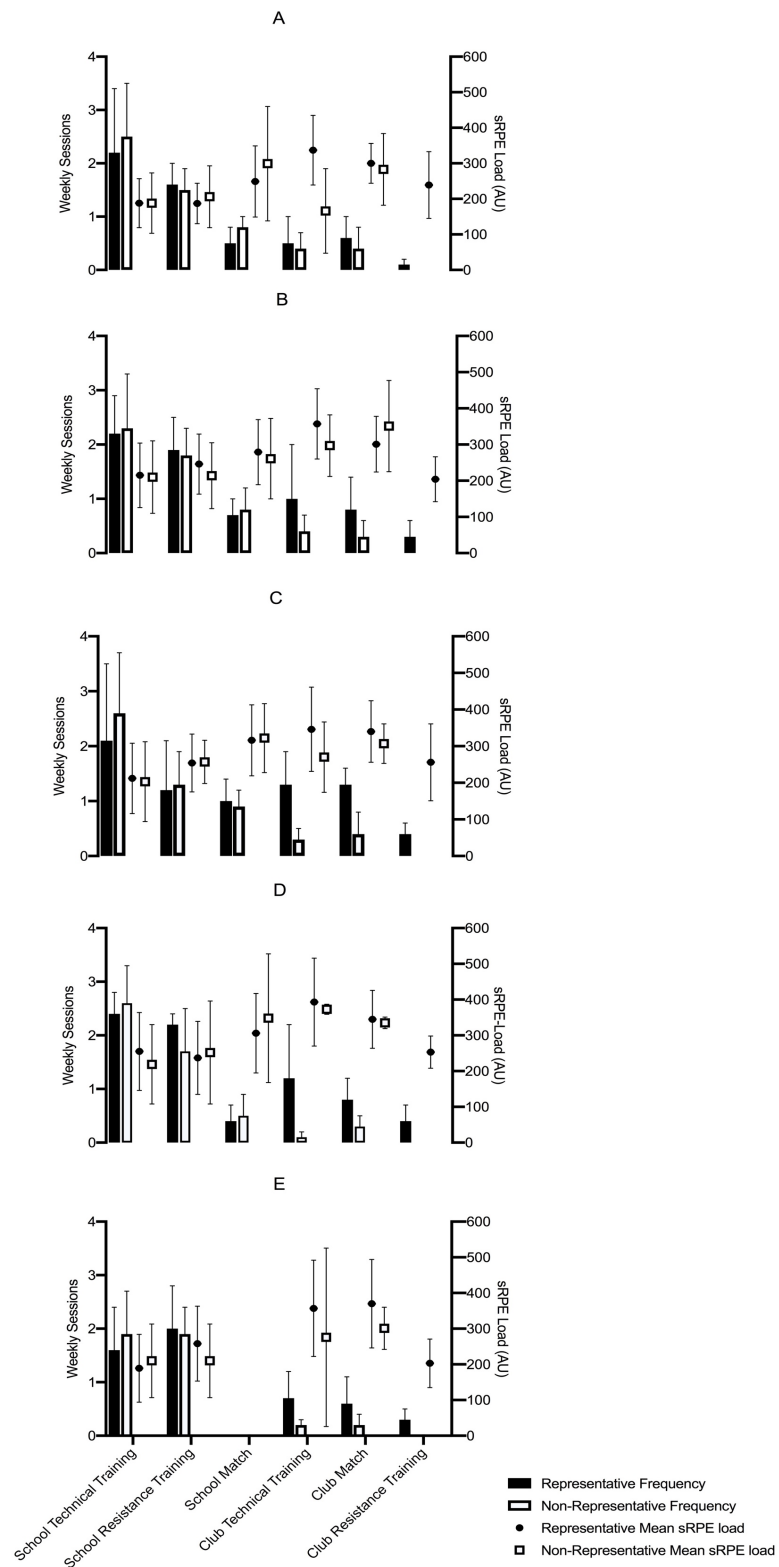 A
4
3
2
1
0
Weekly Sessions
600
500
400
300
200
100
0
sRPE Load (AU)
B
4
3
2
1
0
Weekly Sessions
600
500
400
300
200
100
0
sRPE Load (AU)
C
4
3
2
1
0
Weekly Sessions
600
500
400
300
200
100
0
sRPE Load (AU)
D
4
3
2
1
0
Weekly Sessions
600
500
400
300
200
100
0
sRPE-Load (AU)
E
4
3
2
1
0
Weekly Sessions
600
500
400
300
200
100
0
sRPE Load (AU)
School Technical Training
School Resistance Training
School Match
Club Technical Training
Club Match
Club Resistance Training
Representative Frequency
Non-Representative Frequency
Representative Mean sRPE load
Non-Representative Mean sRPE load